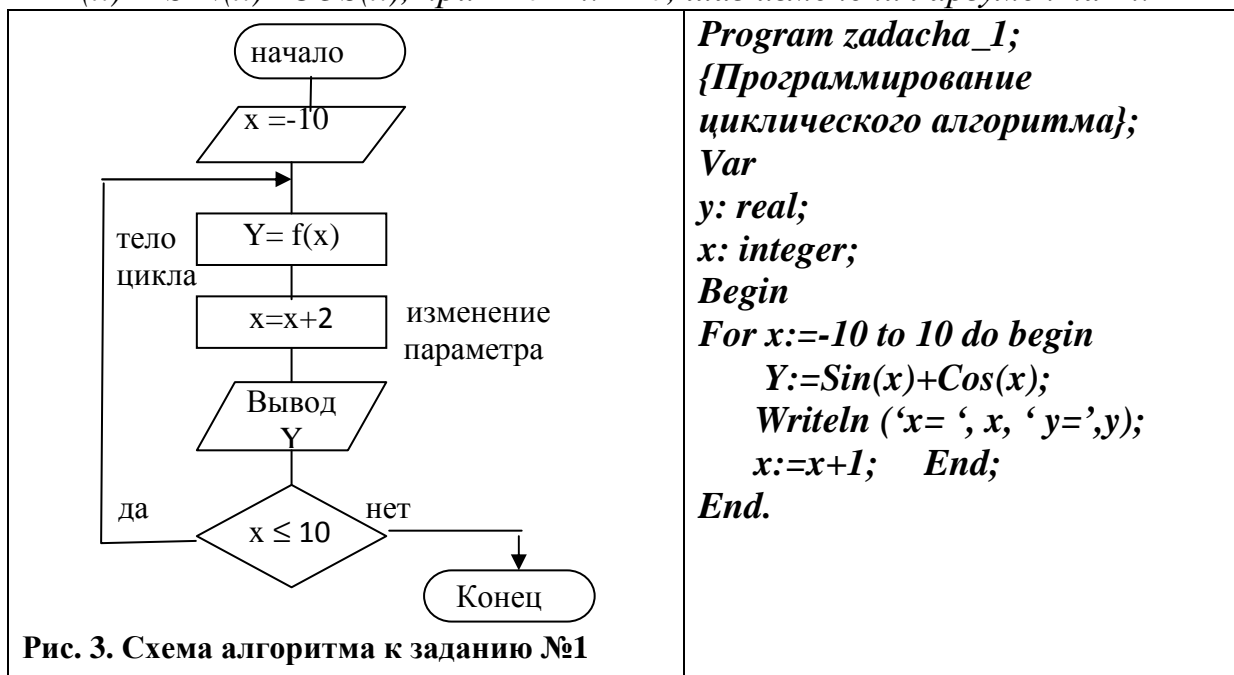 начало
x =-10
Y= f(x)
тело
цикла
x=x+2
изменение
параметра
Вывод
Y
да
x ≤ 10
нет
Конец
Рис. 3. Схема алгоритма к заданию №1
Program zadacha_1;
{Программирование
циклического алгоритма};
Var
y: real;
x: integer;
Begin
For x:=-10 to 10 do begin
Y:=Sin(x)+Cos(x);
Writeln (‘x= ‘, x, ‘ y=’,y);
x:=x+1; End;
End.